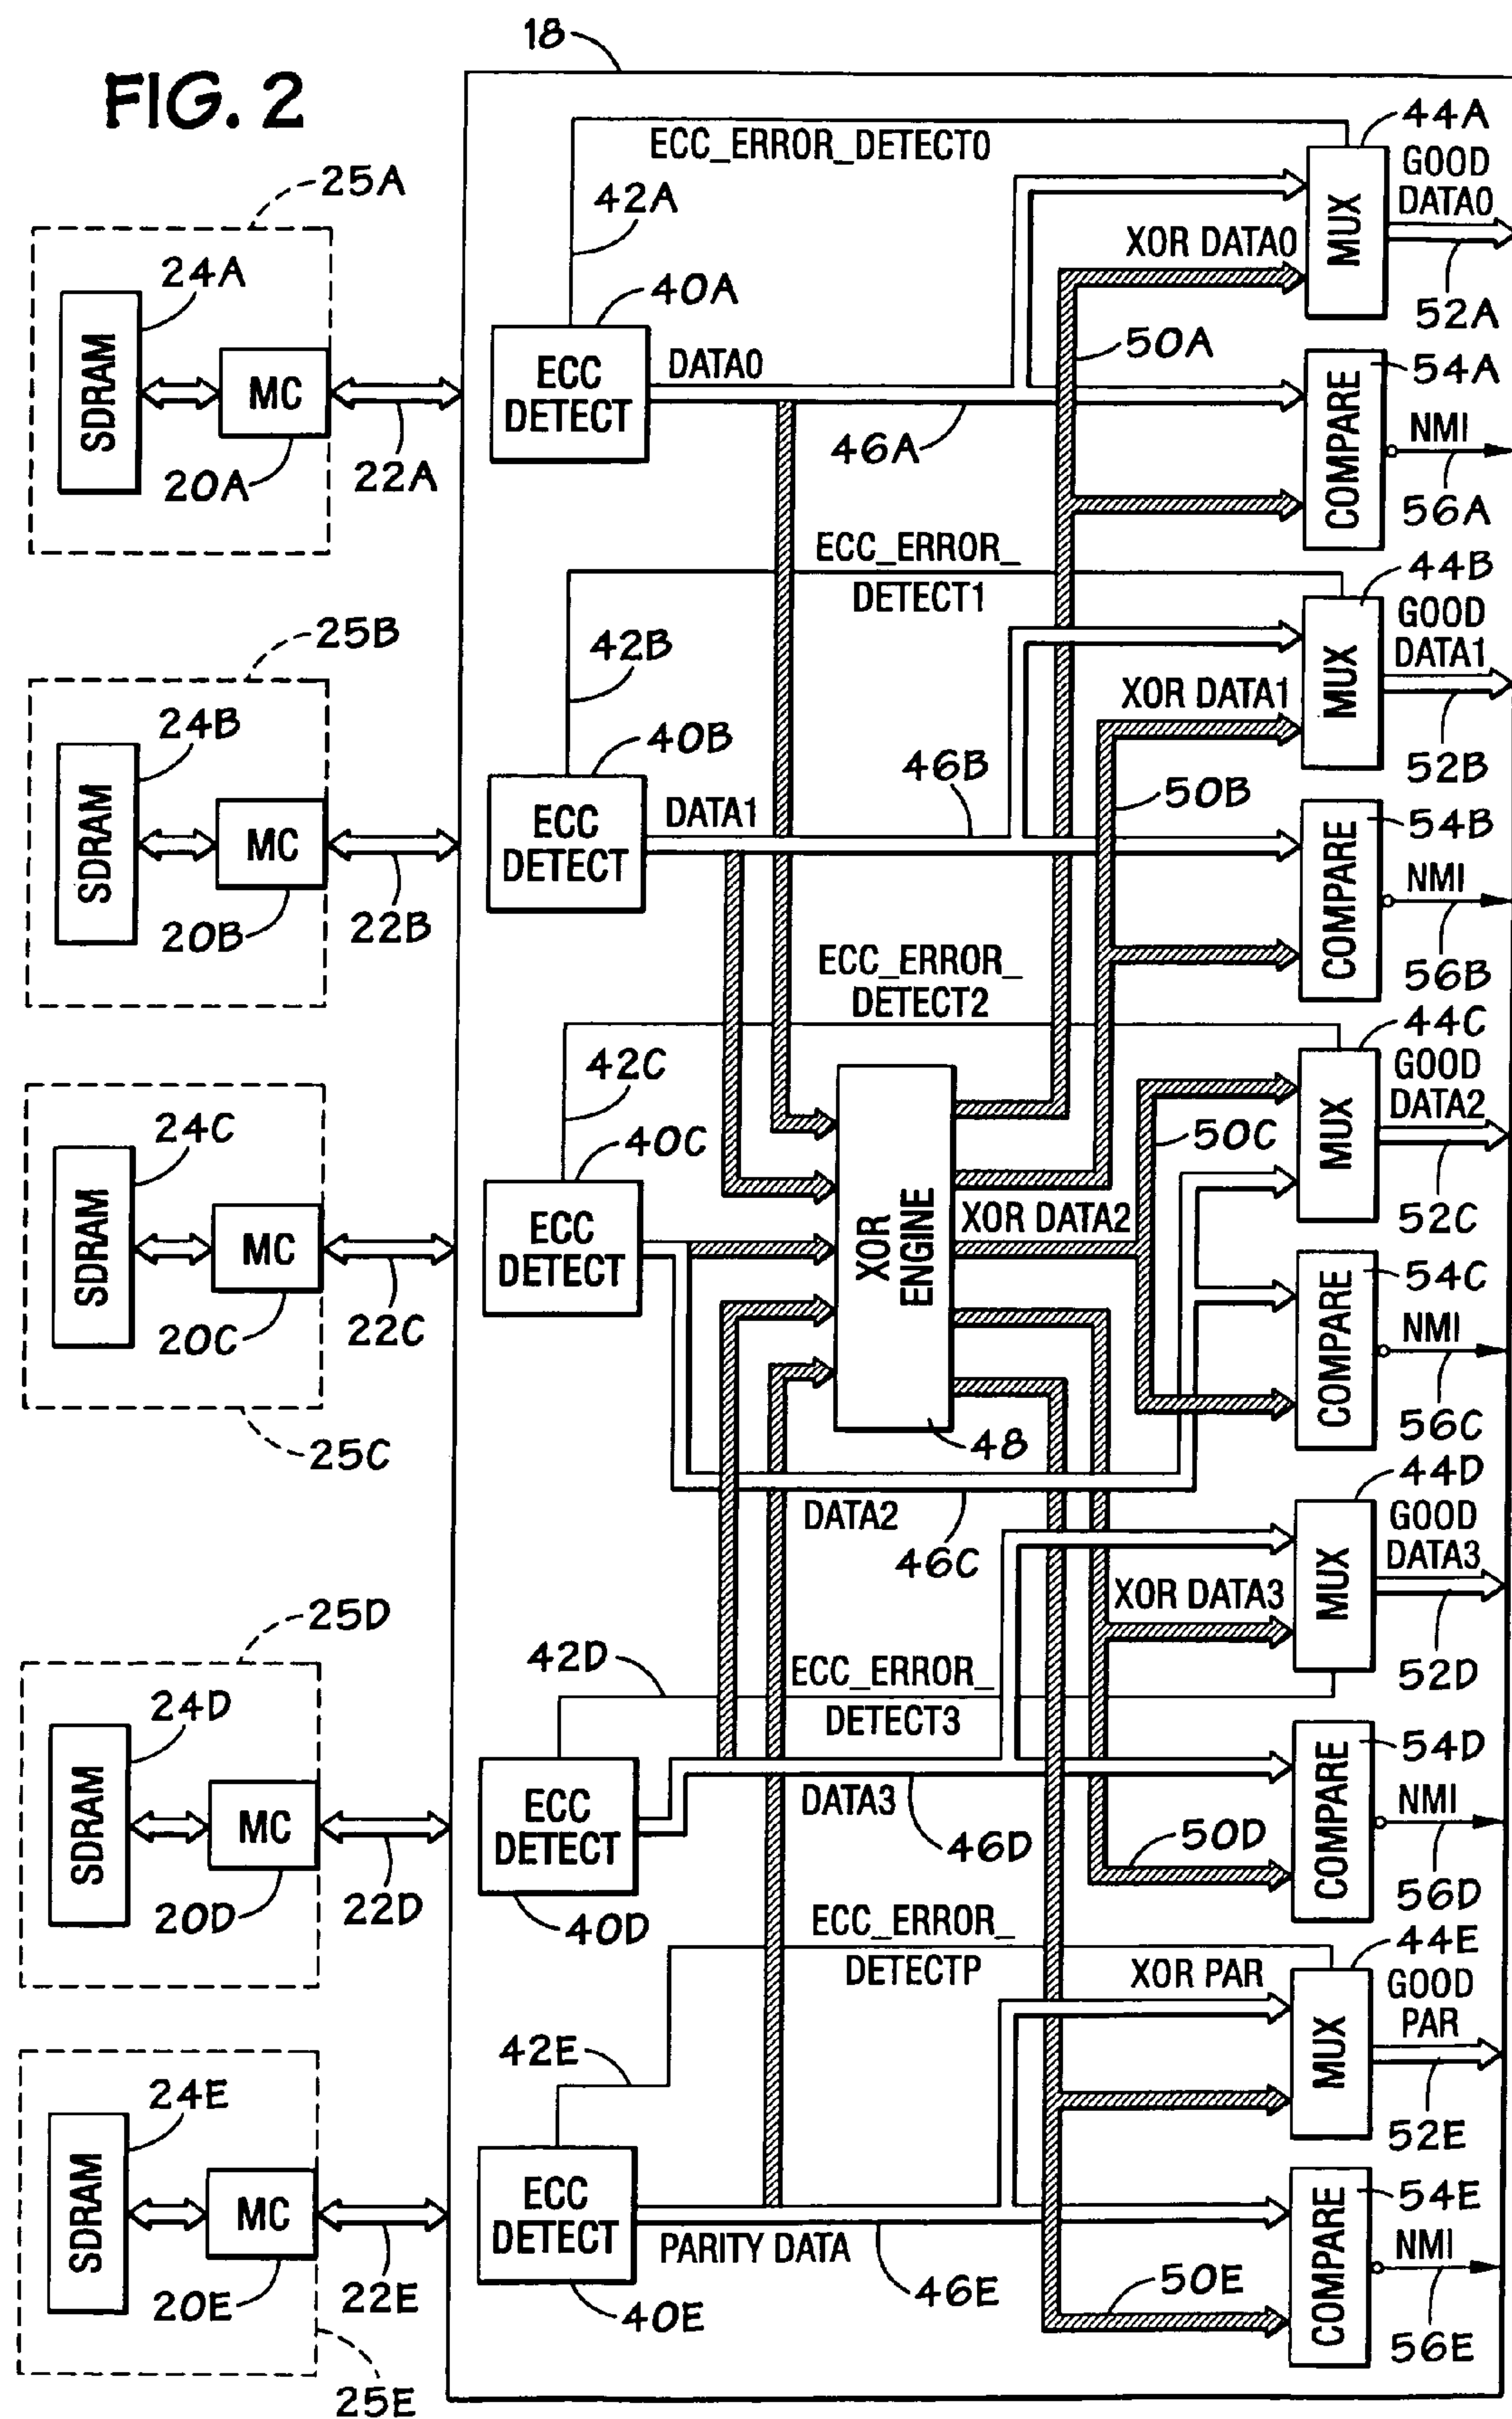 FIG. 2
18
44A
ECC_ERROR_DETECT0
GOOD
DATA0
25A
42A
XOR DATA0
MUX
24A
40A
52A
50A
SDRAM
MC
ECC
DETECT
DATA0
54A
COMPARE
NMI
20A
22A
46A
56A
ECC_ERROR_
DETECT1
44B
GOOD
DATA1
25B
42B
XOR DATA1
MUX
24B
40B
46B
52B
50B
SDRAM
MC
ECC
DETECT
DATA1
54B
COMPARE
NMI
20B
22B
56B
ECC_ERROR_
DETECT2
44C
GOOD
DATA2
42C
24C
40C
50C
MUX
SDRAM
MC
ECC
DETECT
XOR
ENGINE
XOR DATA2
52C
54C
COMPARE
NMI
20C
22C
56C
25C
48
44D
DATA2
GOOD
DATA3
46C
XOR DATA3
MUX
25D
42D
ECC_ERROR_
DETECT3
52D
24D
54D
SDRAM
MC
ECC
DETECT
DATA3
COMPARE
NMI
46D
50D
20D
22D
40D
56D
ECC_ERROR_
DETECTP
44E
XOR PAR
GOOD
PAR
42E
MUX
24E
52E
SDRAM
MC
ECC
DETECT
54E
COMPARE
PARITY DATA
NMI
20E
22E
40E
46E
50E
56E
25E